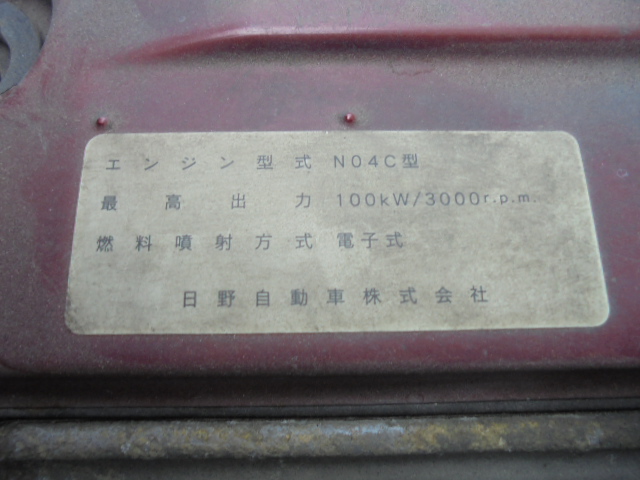 エンジン型式 N04C型
最高出力 100kW/3000r.p.m.
燃料噴射方式 電子式
日野自動車株式会社